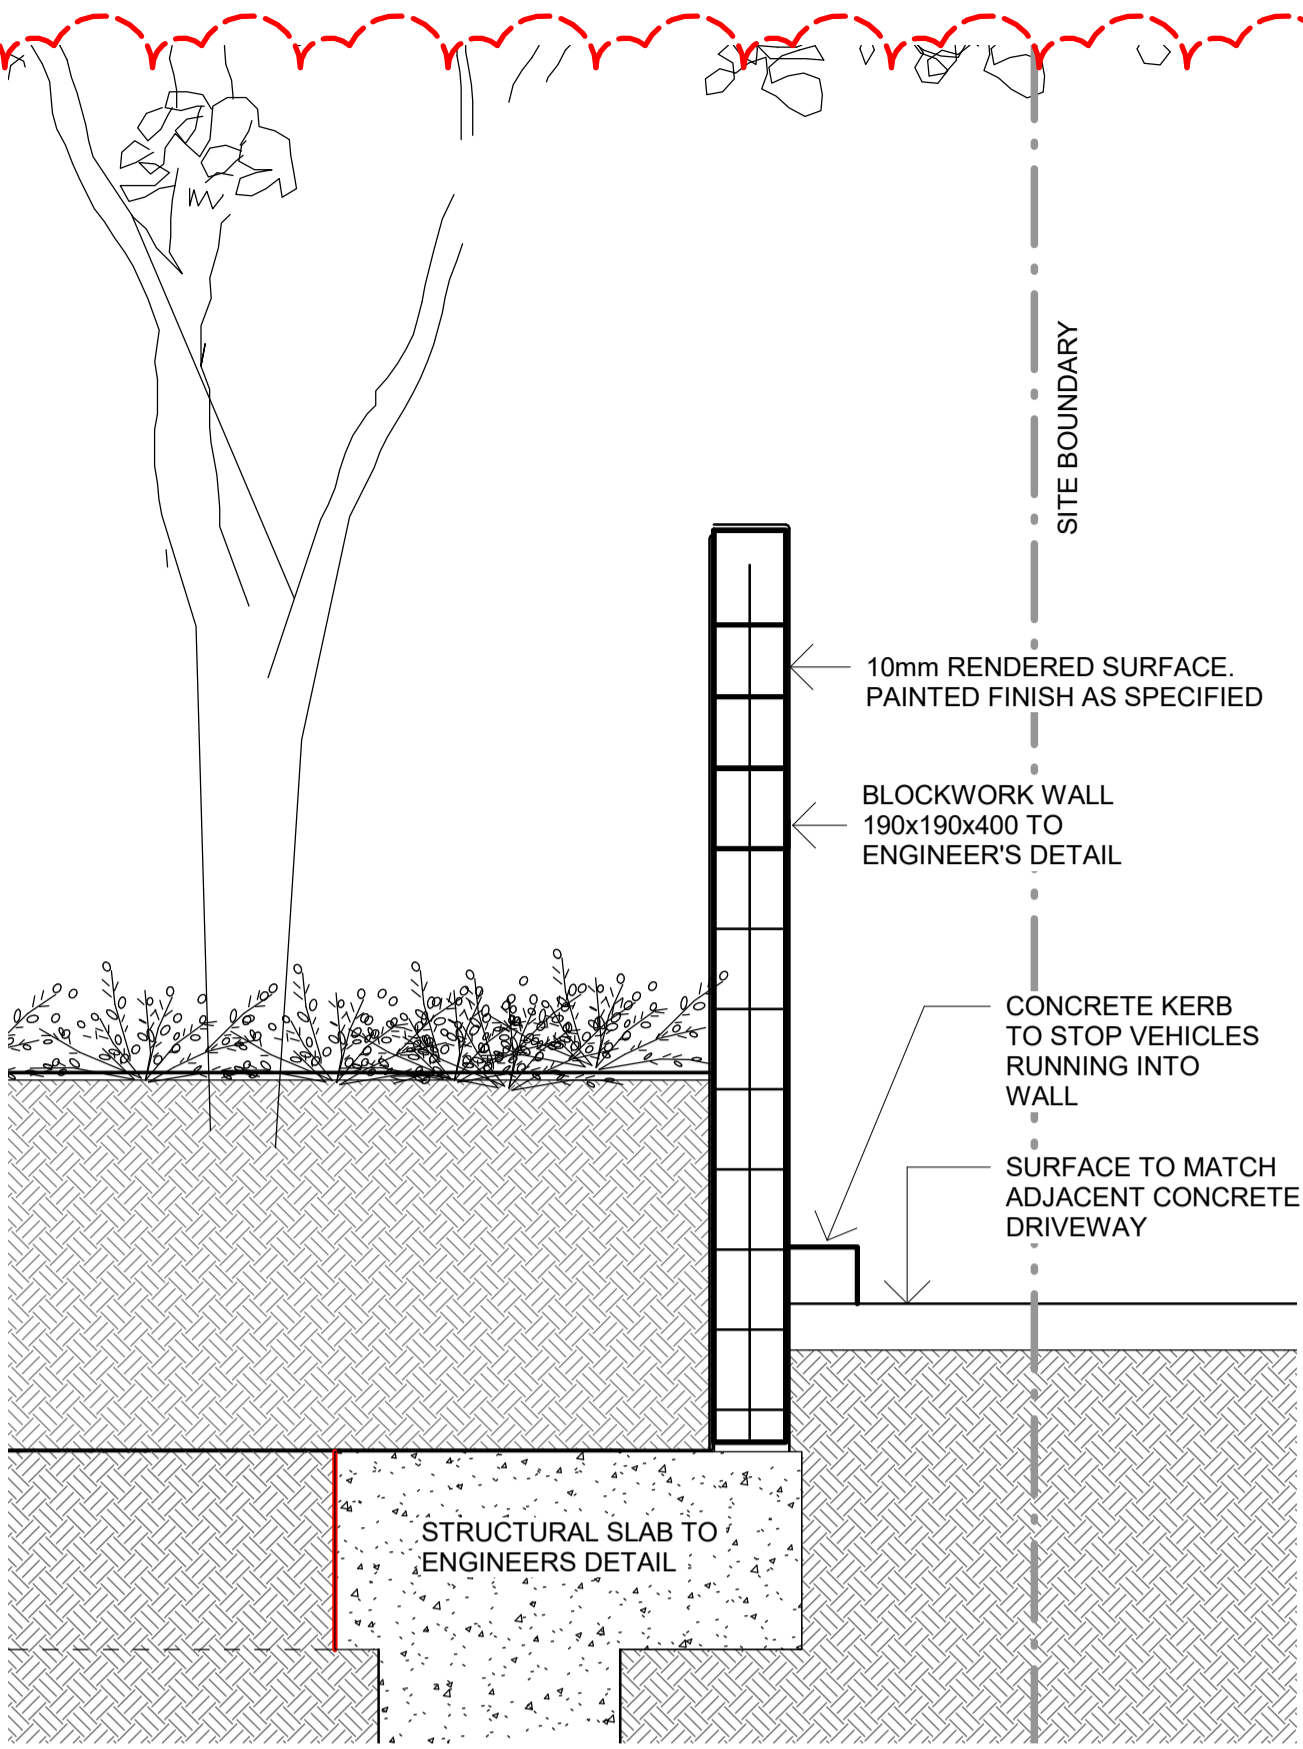 SITE BOUNDARY
10mm RENDERED SURFACE.
PAINTED FINISH AS SPECIFIED
BLOCKWORK WALL
190x190x400 TO
ENGINEER'S DETAIL
CONCRETE KERB
TO STOP VEHICLES
RUNNING INTO
WALL
SURFACE TO MATCH
ADJACENT CONCRETE
DRIVEWAY
STRUCTURAL SLAB TO
ENGINEERS DETAIL